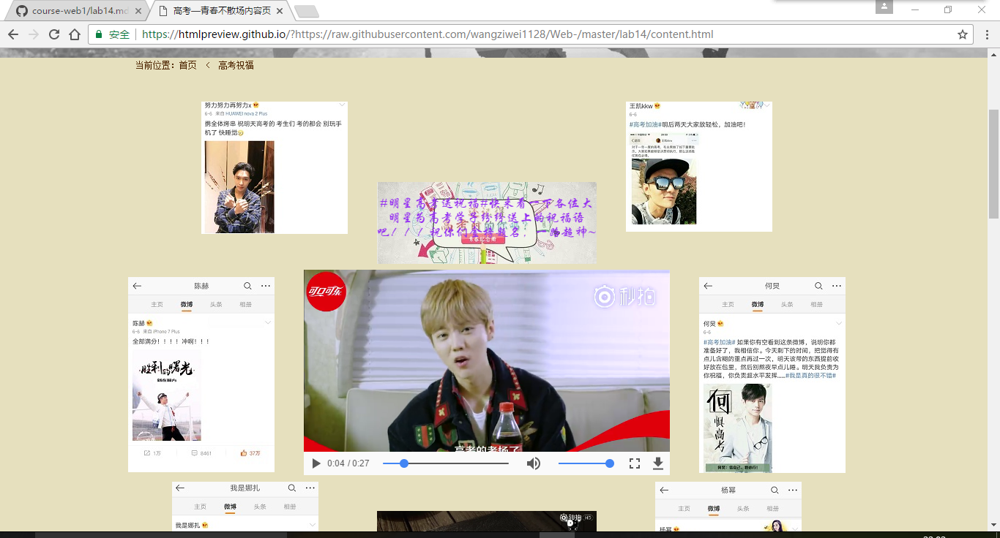 course-web1/lab14.md
高考—青春不散场内容页
安全
https://htmlpreview.github.io/?https://raw.githubusercontent.com/wangziwei1128/Web-/master/lab14/content.html
当前位置：首页 < 高考祝福
努力努力再努力x
6-6 来自 HUAWEI nova 2 Plus
携全体烤串 祝明天高考的 考生们 考的都会 别玩手
机了 快睡觉
王凯kkw
6-6
#高考加油#明后两天大家放轻松，加油吧！
#明星高考送祝福#快来看一下各位大
明星为高考学子纷纷送上的祝福语
吧！！！祝你们金榜题名，一路超神~
青春纪念册
陈赫
主页 微博 头条 相册
陈赫
6-6 来自 iPhone 7 Plus
全部满分！！！！ 冲啊！！！
胜利的曙光
就在前方
1万 8461 37万
可口可乐
秒拍
高考的考场了
0:04 / 0:27
何炅
主页 微博 头条 相册
何炅
6-6
#高考加油# 如果你有空看到这条微博，说明你都
准备好了，我相信你。今天剩下的时间，把觉得有
点儿含糊的重点再过一次，明天该带的东西提前收
好放在包里，然后别熬夜早点儿睡。明天我负责为
你祝福，你负责超水平发挥……#我是真的很不错#
何
惧高考
何炅：信自己，我必行！
我是娜扎
主页 微博 头条 相册
我是娜扎
秒拍 HD
杨幂
主页 微博 头条 相册
杨幂